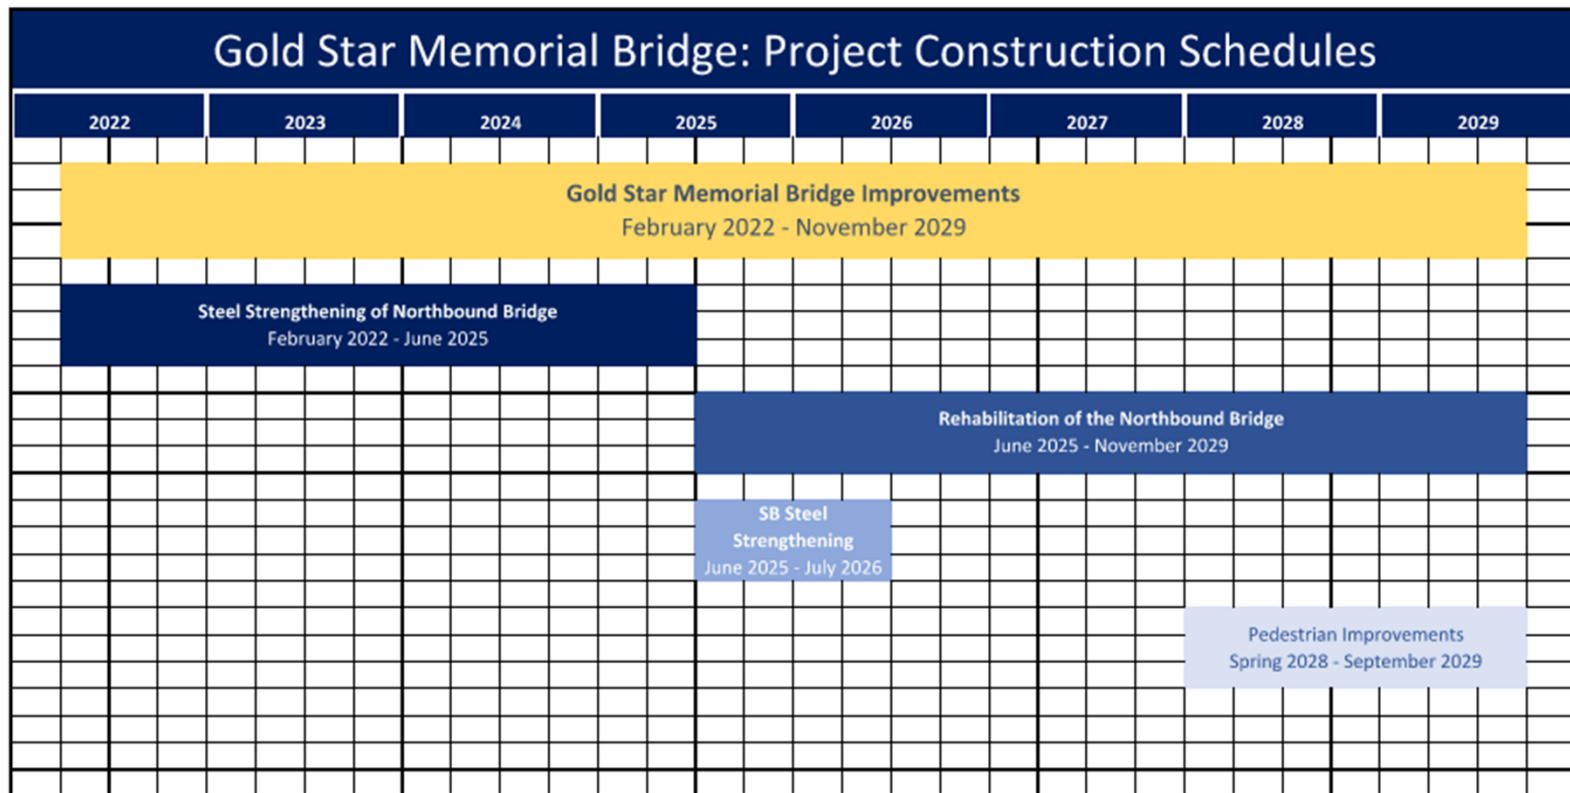 Gold Star Memorial Bridge: Project Construction Schedules
2022 2023 2024 2025 2026 2027 2028 2029
Gold Star Memorial Bridge Improvements
February 2022 - November 2029
Steel Strengthening of Northbound Bridge
February 2022 - June 2025
Rehabilitation of the Northbound Bridge
June 2025 - November 2029
SB Steel
Strengthening
June 2025 - July 2026
Pedestrian Improvements
Spring 2028 - September 2029